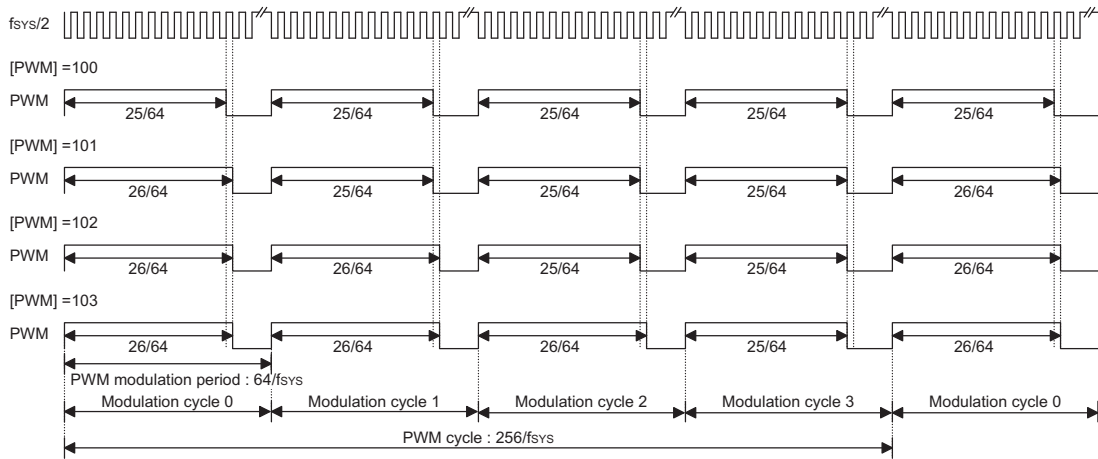 fSYS/2
[PWM] =100
PWM
25/64 25/64 25/64 25/64 25/64
[PWM] =101
PWM
26/64 25/64 25/64 25/64 26/64
[PWM] =102
PWM
26/64 26/64 25/64 25/64 26/64
[PWM] =103
PWM
26/64 26/64 26/64 25/64 26/64
PWM modulation period : 64/fSYS
Modulation cycle 0 Modulation cycle 1 Modulation cycle 2 Modulation cycle 3 Modulation cycle 0
PWM cycle : 256/fSYS